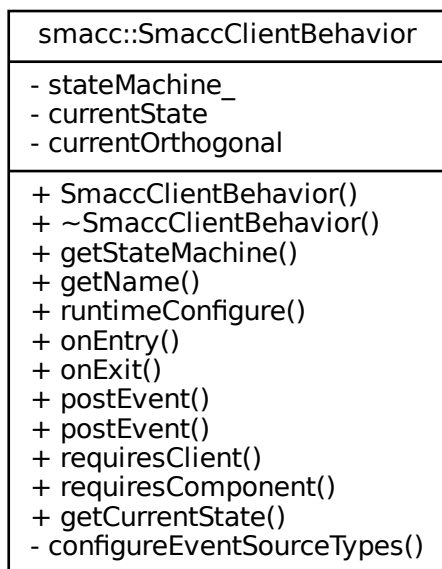 smacc::SmaccClientBehavior
- stateMachine_
- currentState
- currentOrthogonal
+ SmaccClientBehavior()
+ ~SmaccClientBehavior()
+ getStateMachine()
+ getName()
+ runtimeConfigure()
+ onEntry()
+ onExit()
+ postEvent()
+ postEvent()
+ requiresClient()
+ requiresComponent()
+ getCurrentState()
- configureEventSourceTypes()